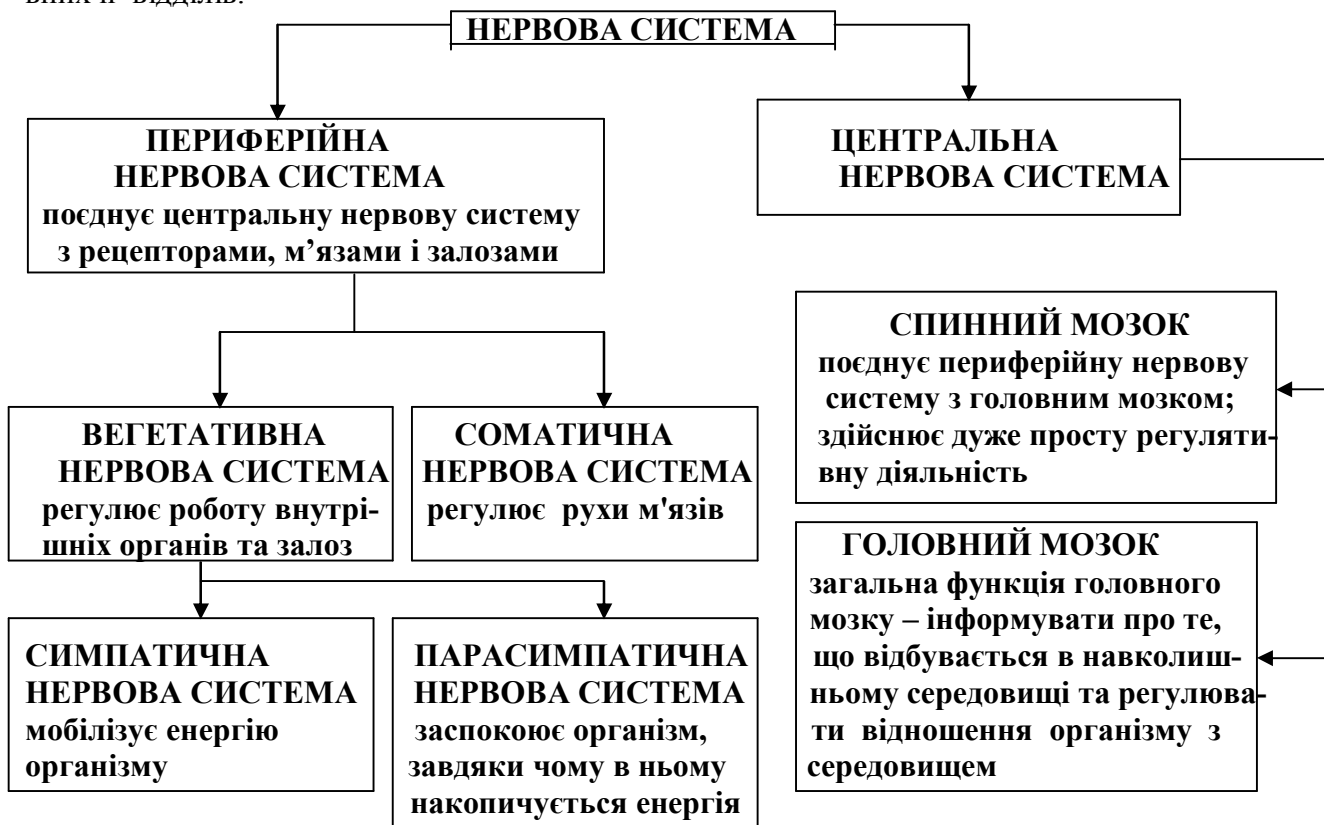 НЕРВОВА СИСТЕМА
ПЕРИФЕРІЙНА
НЕРВОВА СИСТЕМА
поєднує центральну нервову систему
з рецепторами, м’язами і залозами
ЦЕНТРАЛЬНА
НЕРВОВА СИСТЕМА
СПИННИЙ МОЗОК
поєднує периферійну нервову
систему з головним мозком;
здійснює дуже просту регуляти-
вну діяльність
ВЕГЕТАТИВНА
НЕРВОВА СИСТЕМА
регулює роботу внутрі-
шніх органів та залоз
СОМАТИЧНА
НЕРВОВА СИСТЕМА
регулює рухи м'язів
ГОЛОВНИЙ МОЗОК
загальна функція головного
мозку – інформувати про те,
що відбувається в навколиш-
ньому середовищі та регулюва-
ти відношення організму з
середовищем
СИМПАТИЧНА
НЕРВОВА СИСТЕМА
мобілізує енергію
організму
ПАРАСИМПАТИЧНА
НЕРВОВА СИСТЕМА
заспокоює організм,
завдяки чому в ньому
накопичується енергія